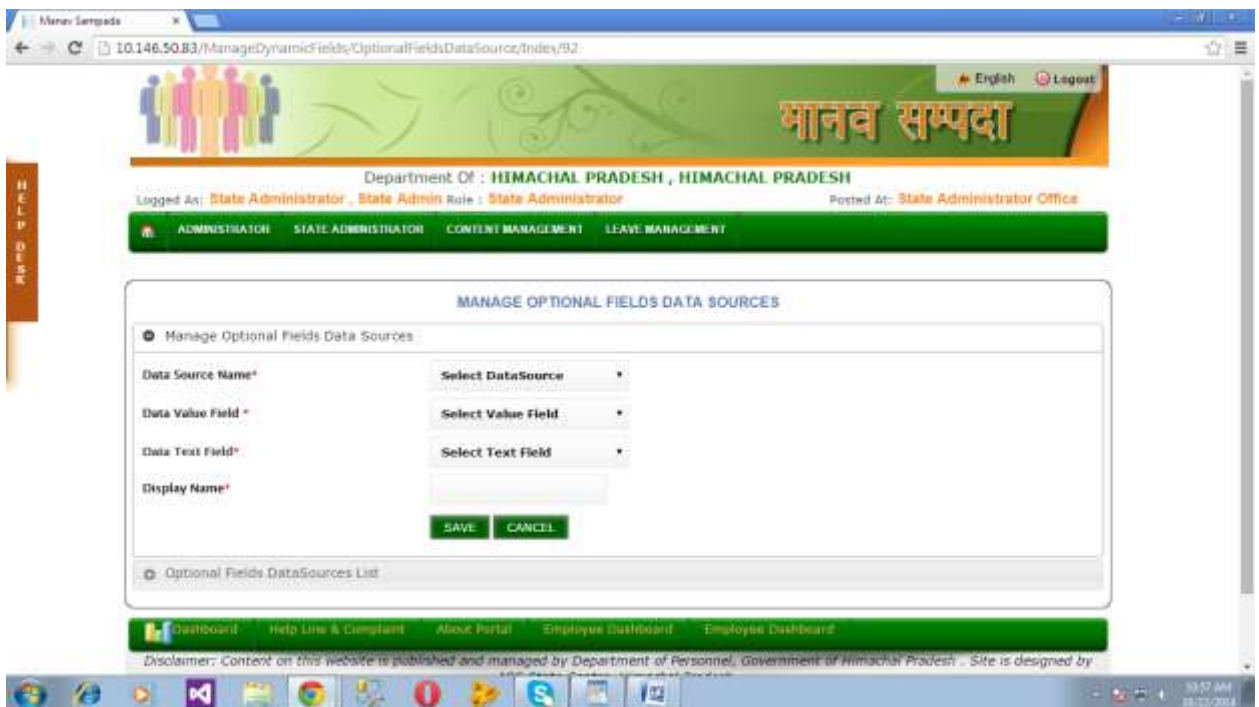 Manav Sampada
10.146.50.83/ManageDynamicFields/OptionalFieldsDataSource/Index/92
English Logout
मानव सम्पदा
Department Of : HIMACHAL PRADESH , HIMACHAL PRADESH
Logged As: State Administrator , State Admin Role : State Administrator Posted At: State Administrator Office
HELP DESK
ADMINISTRATOR STATE ADMINISTRATOR CONTENT MANAGEMENT LEAVE MANAGEMENT
MANAGE OPTIONAL FIELDS DATA SOURCES
Manage Optional Fields Data Sources
Data Source Name* Select DataSource
Data Value Field * Select Value Field
Data Text Field* Select Text Field
Display Name*
SAVE CANCEL
Optional Fields DataSources List
Dashboard Help Line & Complaint About Portal Employee Dashboard Employee Dashboard
Disclaimer: Content on this website is published and managed by Department of Personnel, Government of Himachal Pradesh . Site is designed by
10:57 AM